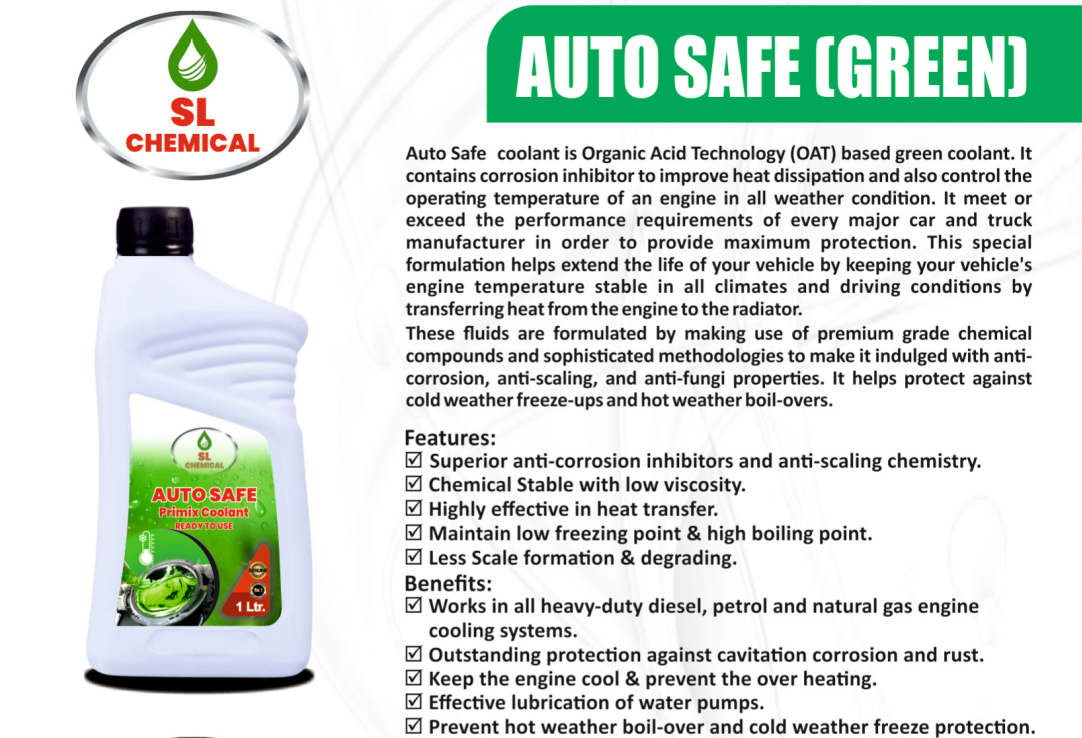 SL
CHEMICAL
AUTO SAFE (GREEN)
Auto Safe coolant is Organic Acid Technology (OAT) based green coolant. It
contains corrosion inhibitor to improve heat dissipation and also control the
operating temperature of an engine in all weather condition. It meet or
exceed the performance requirements of every major car and truck
manufacturer in order to provide maximum protection. This special
formulation helps extend the life of your vehicle by keeping your vehicle's
engine temperature stable in all climates and driving conditions by
transferring heat from the engine to the radiator.
These fluids are formulated by making use of premium grade chemical
compounds and sophisticated methodologies to make it indulged with anti-
corrosion, anti-scaling, and anti-fungi properties. It helps protect against
cold weather freeze-ups and hot weather boil-overs.
Features:
☑ Superior anti-corrosion inhibitors and anti-scaling chemistry.
☑ Chemical Stable with low viscosity.
☑ Highly effective in heat transfer.
☑ Maintain low freezing point & high boiling point.
☑ Less Scale formation & degrading.
Benefits:
☑ Works in all heavy-duty diesel, petrol and natural gas engine
cooling systems.
☑ Outstanding protection against cavitation corrosion and rust.
☑ Keep the engine cool & prevent the over heating.
☑ Effective lubrication of water pumps.
☑ Prevent hot weather boil-over and cold weather freeze protection.
SL
CHEMICAL
AUTO SAFE
Primix Coolant
READY TO USE
1 Ltr.